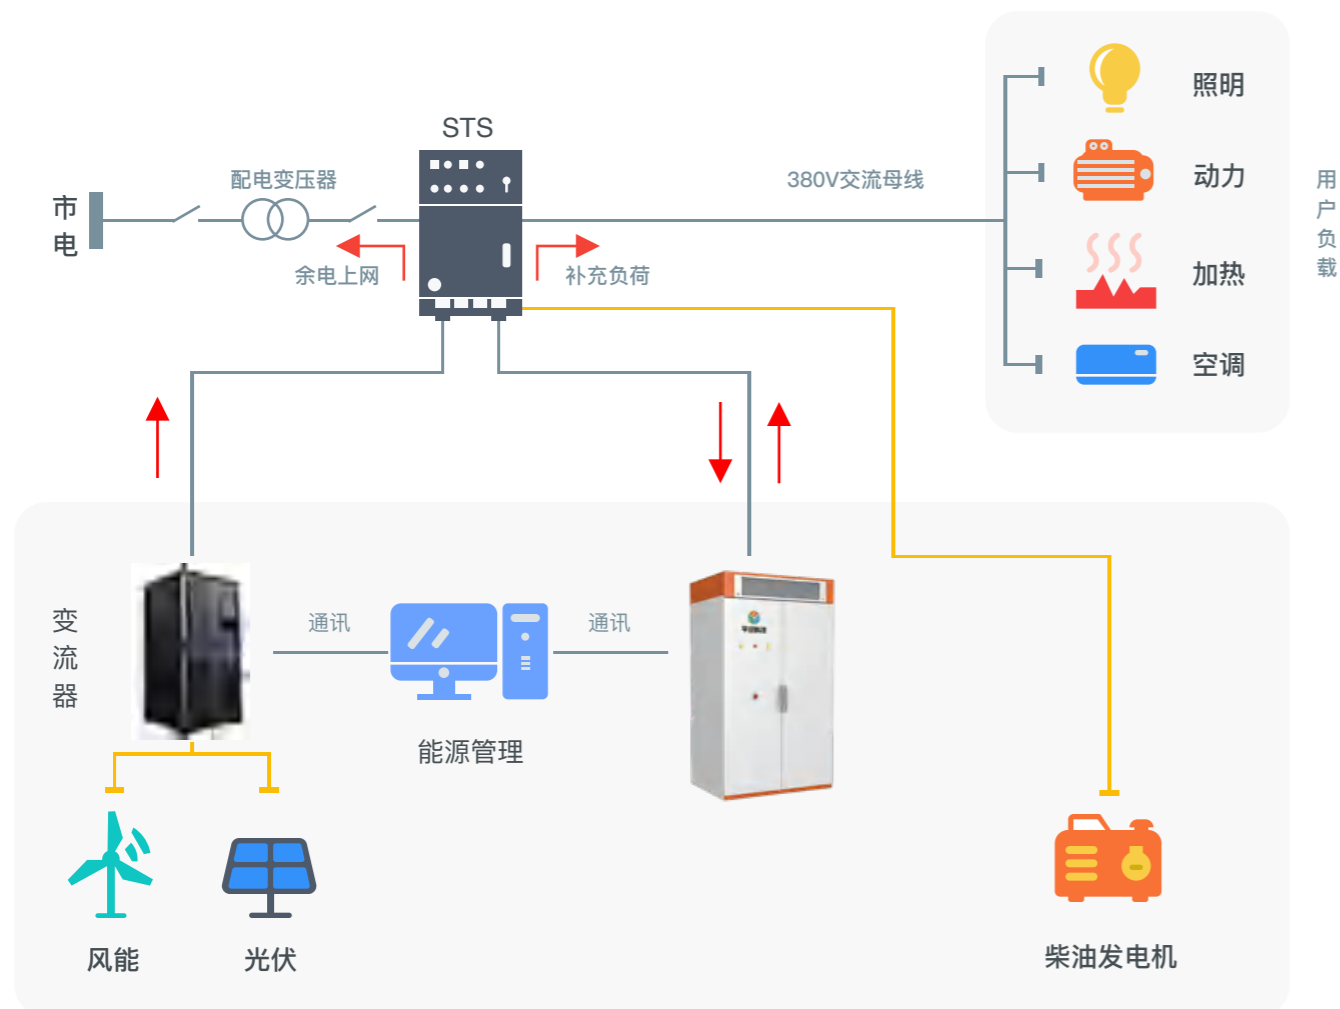 照明
STS
配电变压器
380V交流母线
动力
用户负载
市电
余电上网
补充负荷
加热
空调
变流器
通讯
通讯
能源管理
风能
光伏
柴油发电机